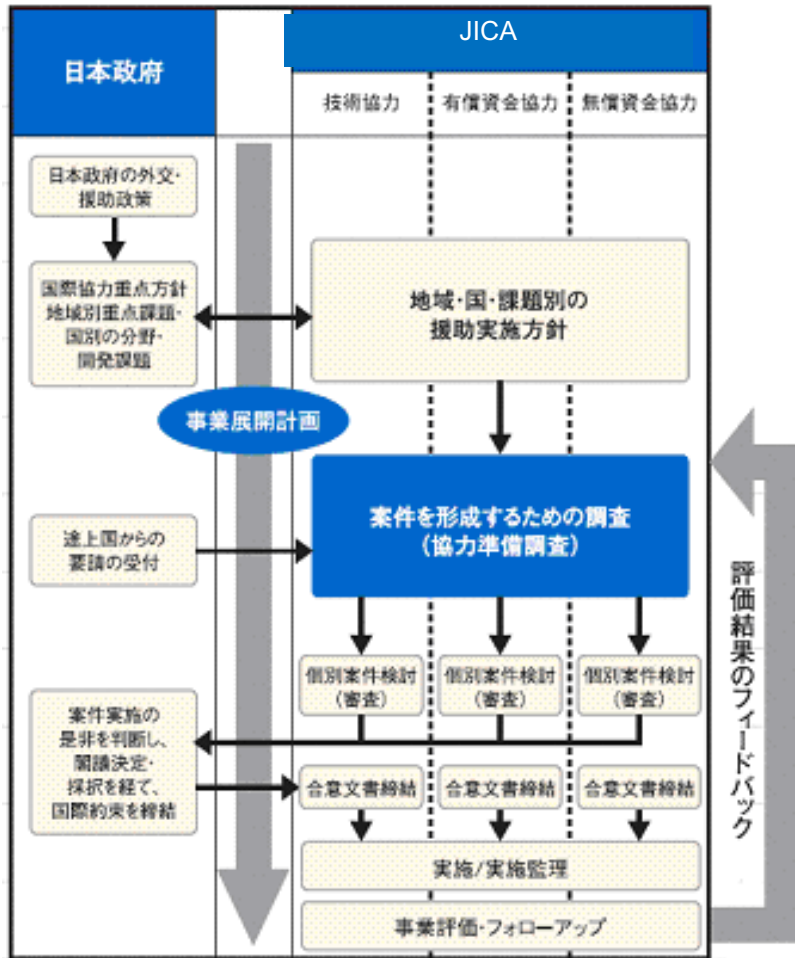 日本政府
JICA
技術協力
有償資金協力
無償資金協力
日本政府の外交・
援助政策
国際協力重点方針
地域別重点課題・
国別の分野・
開発課題
地域・国・課題別の
援助実施方針
事業展開計画
途上国からの
要請の受付
案件を形成するための調査
(協力準備調査)
個別案件検討
(審査)
個別案件検討
(審査)
個別案件検討
(審査)
案件実施の
是非を判断し、
閣議決定・
採択を経て、
国際約束を締結
合意文書締結
合意文書締結
合意文書締結
実施/実施監理
事業評価・フォローアップ
評価結果のフィードバック